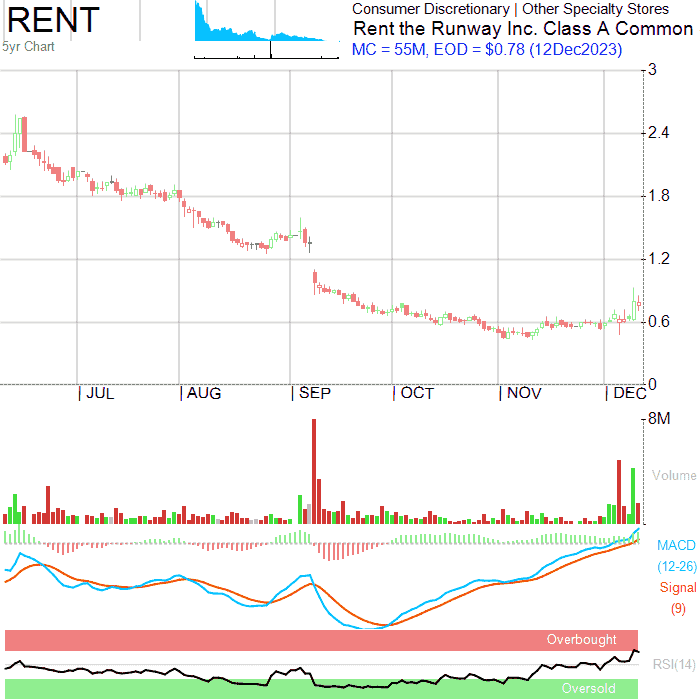 RENT
5yr Chart
Consumer Discretionary | Other Specialty Stores
Rent the Runway Inc. Class A Common
MC = 55M, EOD = $0.78 (12Dec2023)
3
2.4
1.8
1.2
0.6
0
JUL AUG SEP OCT NOV DEC
8M
Volume
MACD
(12-26)
Signal
(9)
Overbought
RSI(14)
Oversold